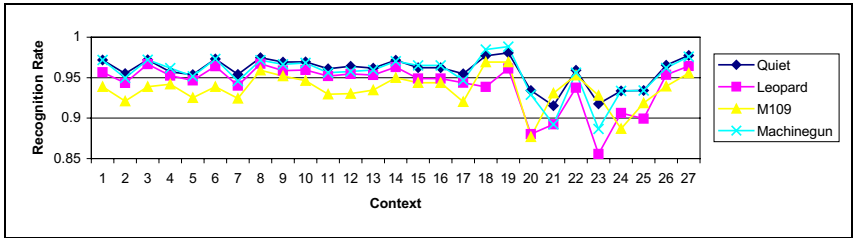 Recognition Rate
1
0.95
0.9
0.85
1 2 3 4 5 6 7 8 9 10 11 12 13 14 15 16 17 18 19 20 21 22 23 24 25 26 27
Context
Quiet
Leopard
M109
Machinegun